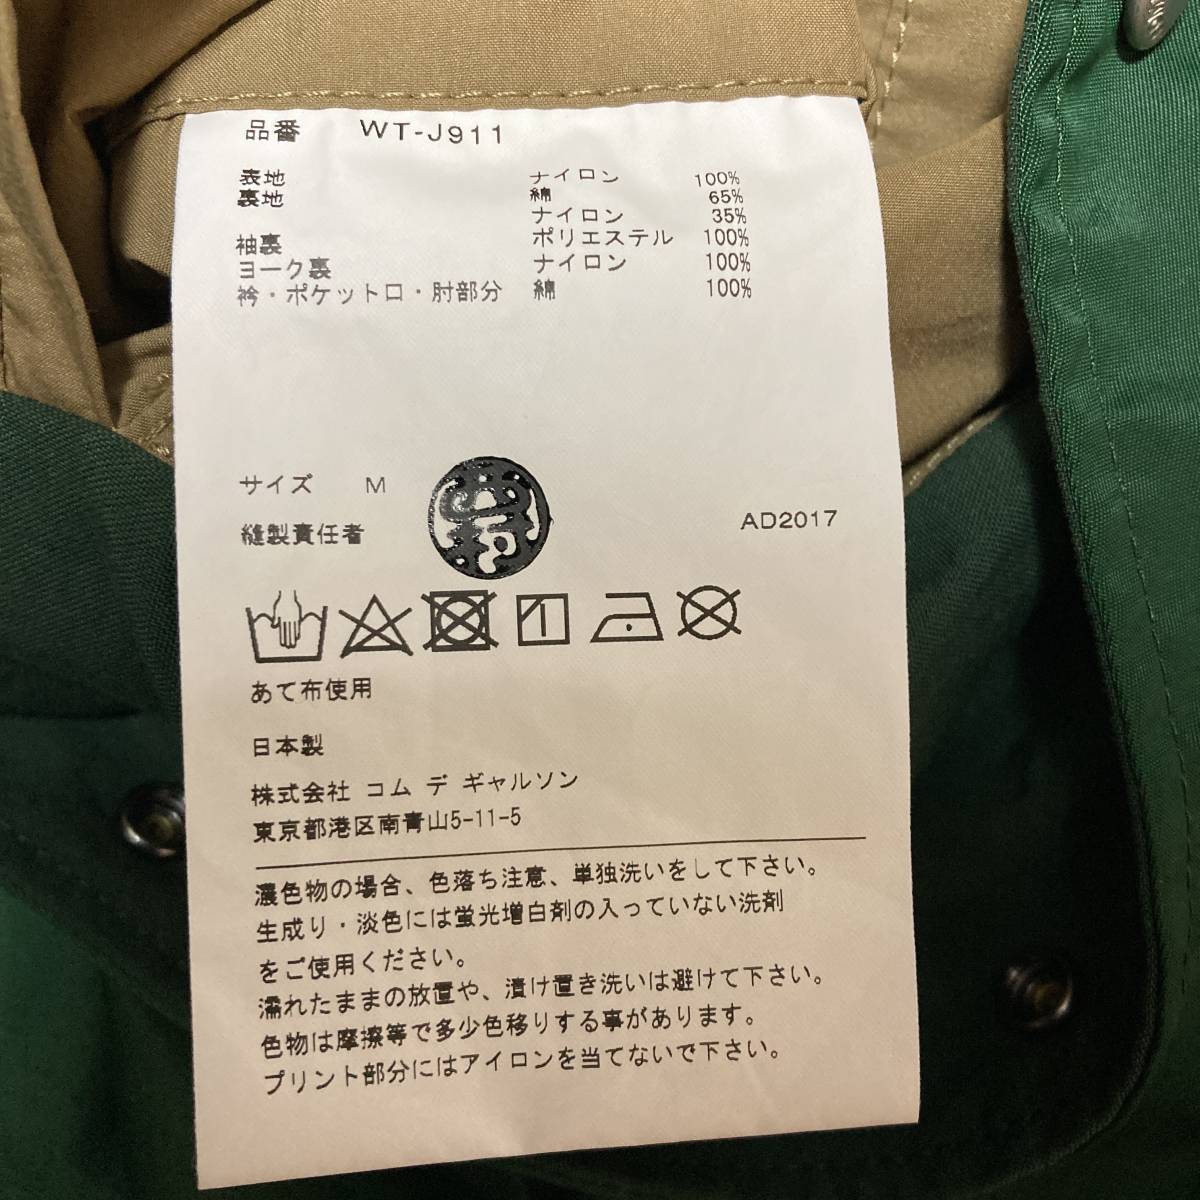 品番 WT-J911
表地 ナイロン 100%
裏地 綿 65%
ナイロン 35%
袖裏 ポリエステル 100%
ヨーク裏 ナイロン 100%
衿・ポケット口・肘部分 綿 100%
サイズ M
縫製責任者
AD2017
あて布使用
日本製
株式会社 コム デ ギャルソン
東京都港区南青山5-11-5
濃色物の場合、色落ち注意、単独洗いをして下さい。
生成り・淡色には蛍光増白剤の入っていない洗剤
をご使用ください。
濡れたままの放置や、漬け置き洗いは避けて下さい。
色物は摩擦等で多少色移りする事があります。
プリント部分にはアイロンを当てないで下さい。